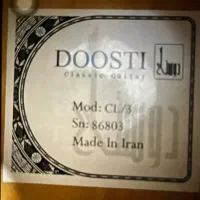 DOOSTI
Classic Guitar
Mod: CL/3
Sn: 86803
Made In Iran